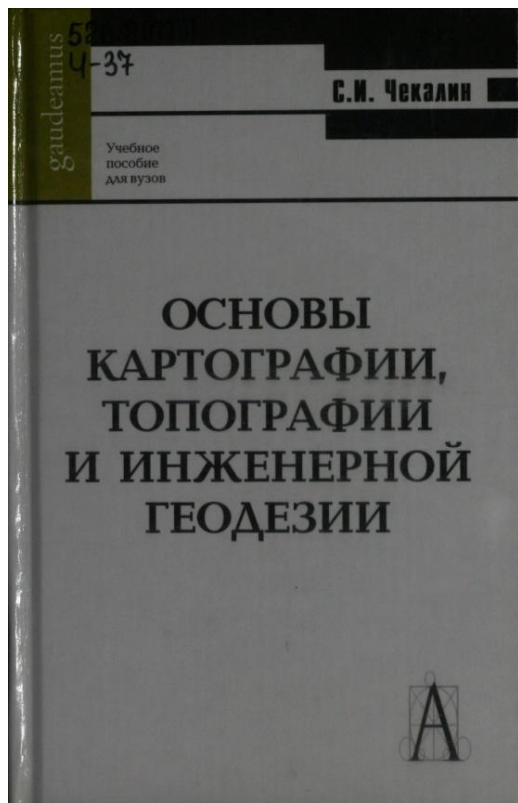 gaudeamus
Ч-37
С.И. Чекалин
Учебное
пособие
для вузов
ОСНОВЫ
КАРТОГРАФИИ,
ТОПОГРАФИИ
И ИНЖЕНЕРНОЙ
ГЕОДЕЗИИ
А